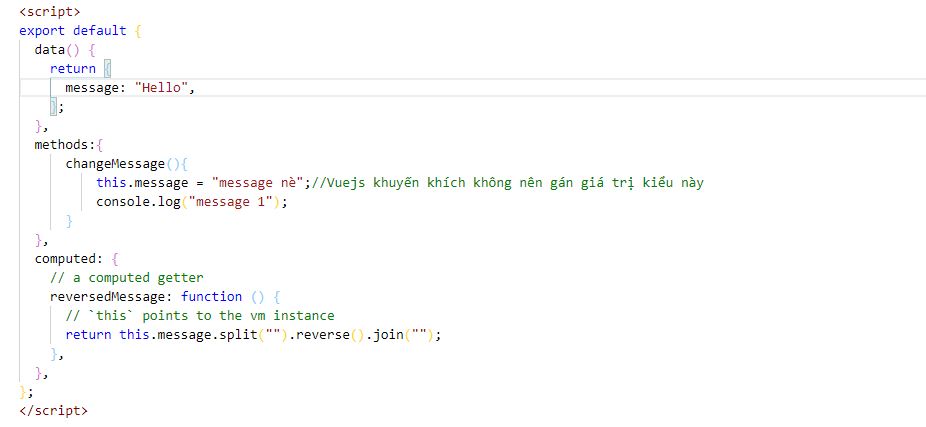 <script>
export default {
data() {
return {
message: "Hello",
};
},
methods:{
changeMessage(){
this.message = "message nè";//Vuejs khuyến khích không nên gán giá trị kiểu này
console.log("message 1");
}
},
computed: {
// a computed getter
reversedMessage: function () {
// `this` points to the vm instance
return this.message.split("").reverse().join("");
},
},
};
</script>